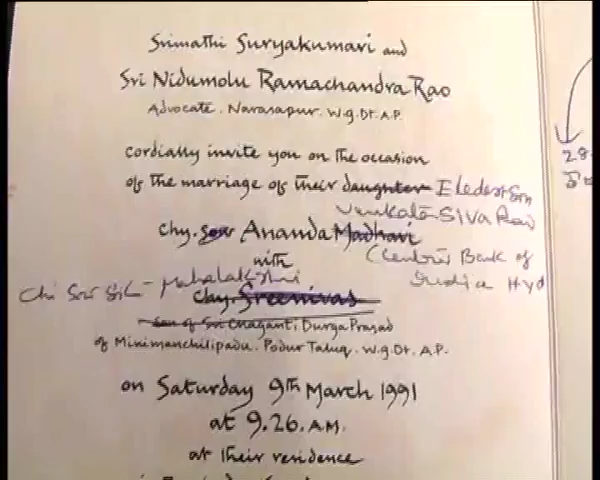 Srimathi Suryakumari and
Sri Nidumolu Ramachandra Rao
Advocate. Narasapur. W.g.Dt. A.P.
cordially invite you on the occasion
of the marriage of their daughter Eldest Son
Venkata Siva Rao
Chy. Sow Ananda Madhavi
with (Central Bank of
India Hyd
Chi Sow Sil- Mahalakshmi
Chy. Sreenivas
Son of Sri Chaganti Durga Prasad
of Minimanchilipadu. Podur Taluq. W.g.Dt. A.P.
on Saturday 9th March 1991
at 9.26. A.M.
at their residence
28